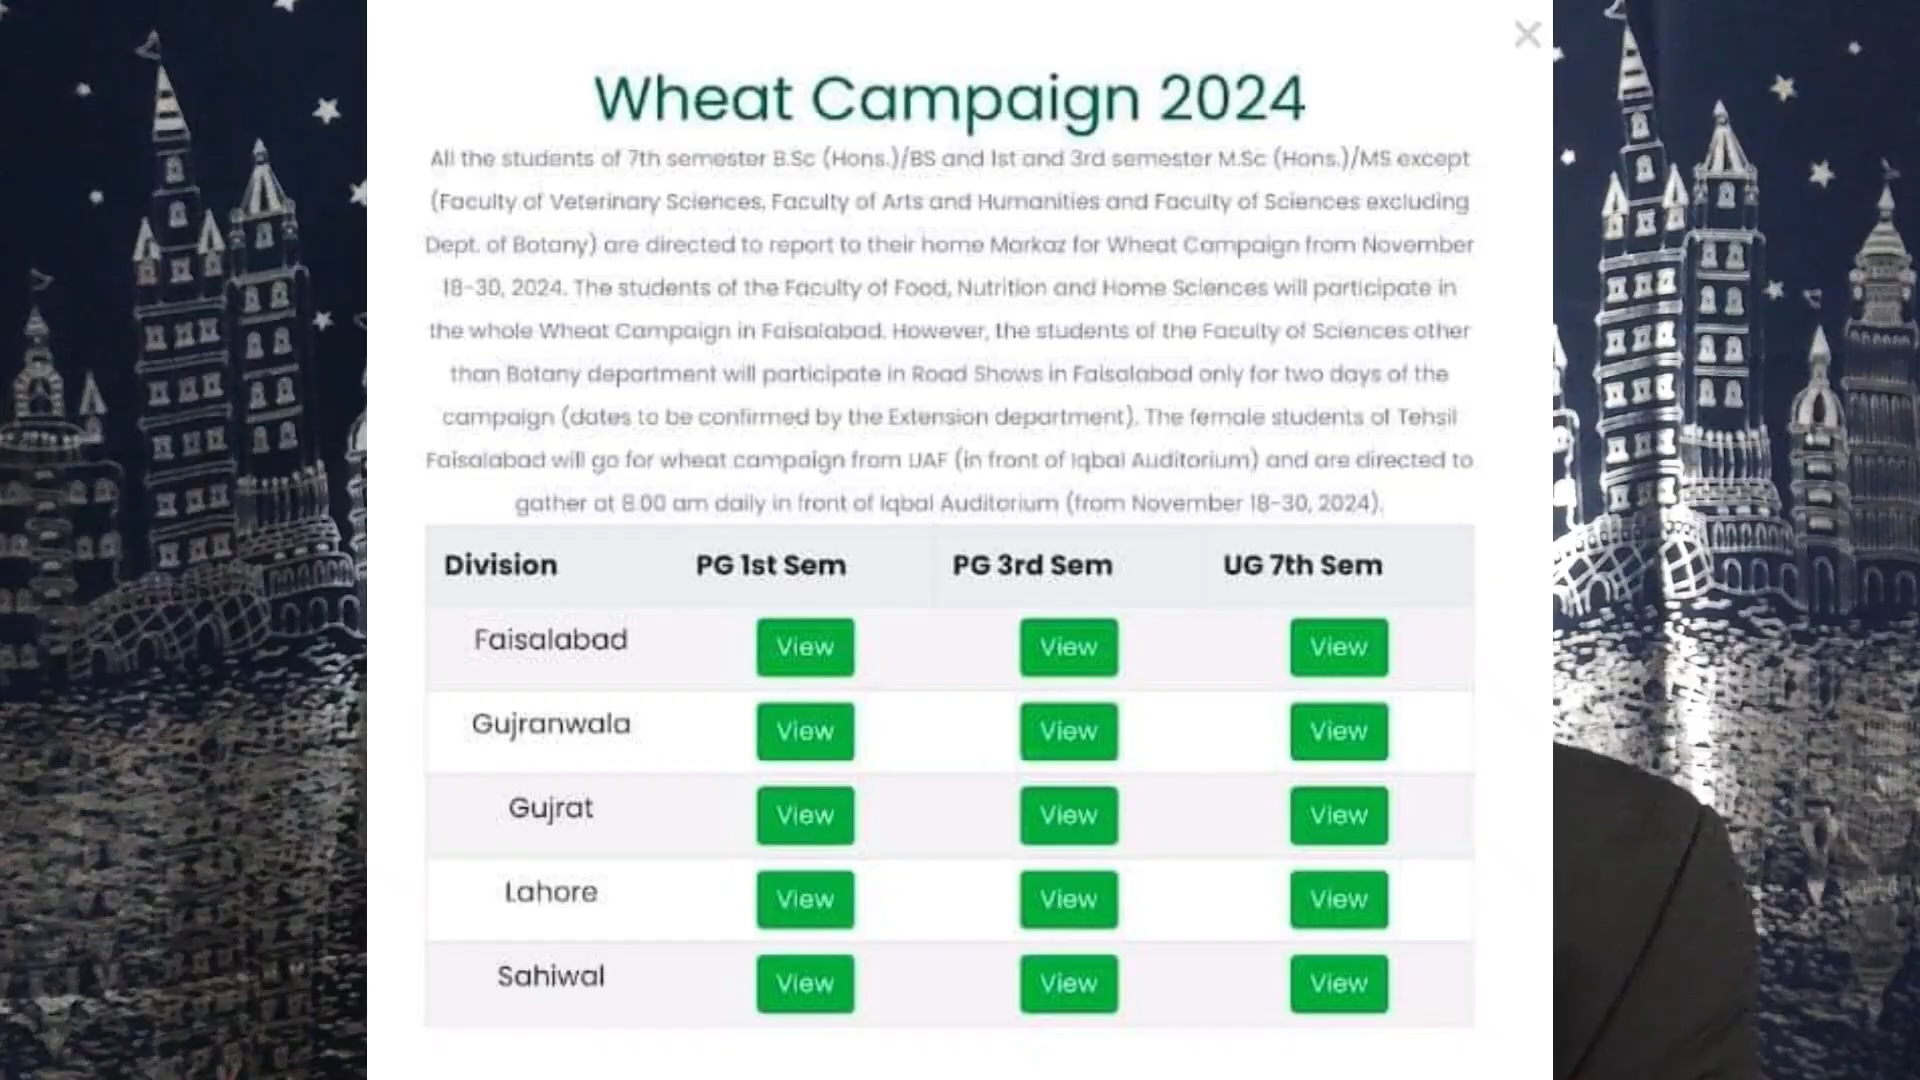 Wheat Campaign 2024
All the students of 7th semester B.Sc (Hons.)/BS and 1st and 3rd semester M.Sc (Hons.)/MS except
(Faculty of Veterinary Sciences, Faculty of Arts and Humanities and Faculty of Sciences excluding
Dept. of Botany) are directed to report to their home Markaz for Wheat Campaign from November
18-30, 2024. The students of the Faculty of Food, Nutrition and Home Sciences will participate in
the whole Wheat Campaign in Faisalabad. However, the students of the Faculty of Sciences other
than Botany department will participate in Road Shows in Faisalabad only for two days of the
campaign (dates to be confirmed by the Extension department). The female students of Tehsil
Faisalabad will go for wheat campaign from UAF (in front of Iqbal Auditorium) and are directed to
gather at 8:00 am daily in front of Iqbal Auditorium (from November 18-30, 2024).
Division PG 1st Sem PG 3rd Sem UG 7th Sem
Faisalabad View View View
Gujranwala View View View
Gujrat View View View
Lahore View View View
Sahiwal View View View